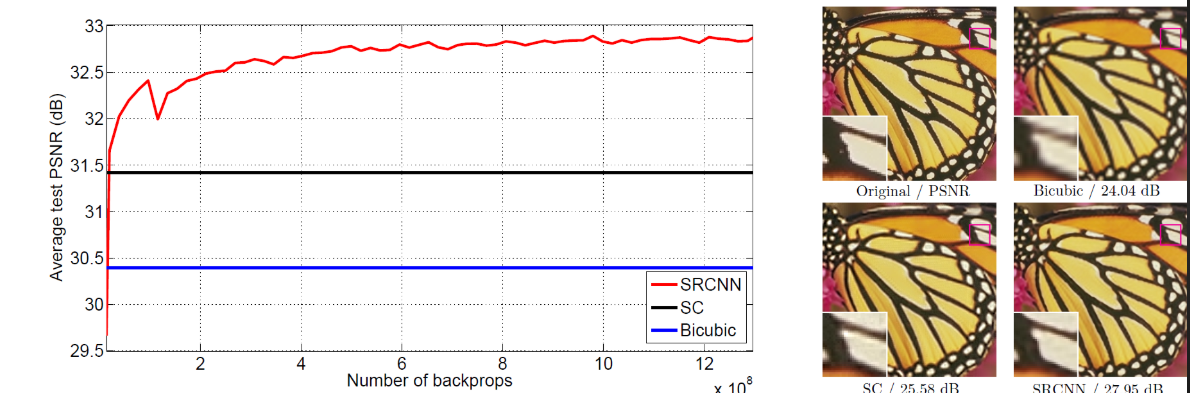 33
32.5
32
31.5
31
30.5
30
29.5
Average test PSNR (dB)
2 4 6 8 10 12
Number of backprops
x 10^8
SRCNN
SC
Bicubic
Original / PSNR
Bicubic / 24.04 dB
SC / 25.58 dB
SRCNN / 27.95 dB